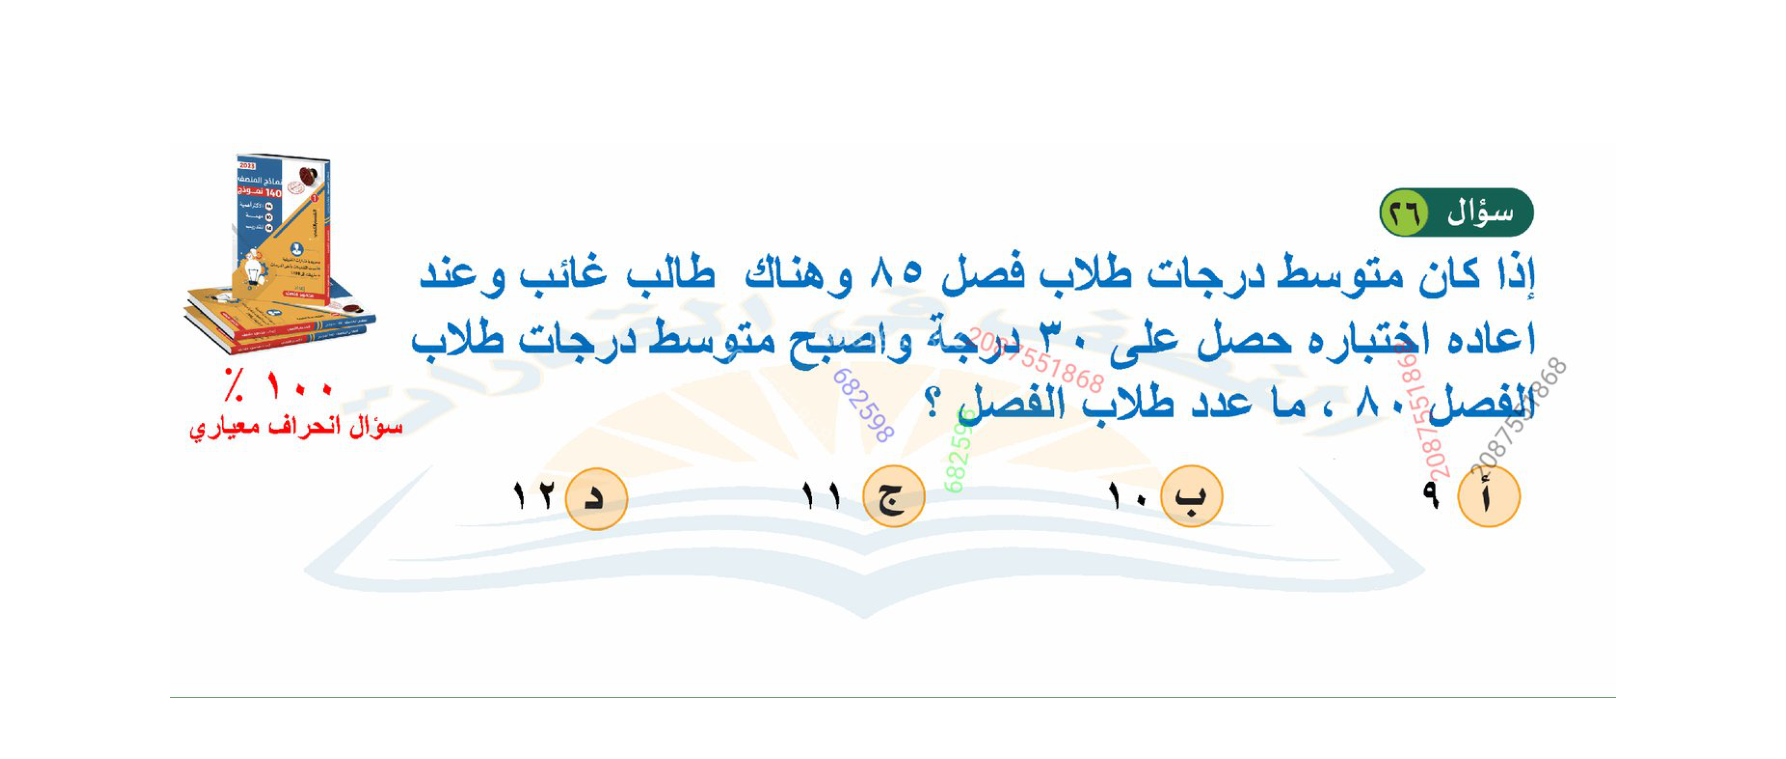 سؤال ٢٦
إذا كان متوسط درجات طلاب فصل ٨٥ وهناك طالب غائب وعند
اعاده اختباره حصل على ٣٠ درجة واصبح متوسط درجات طلاب
الفصل ٨٠ ، ما عدد طلاب الفصل ؟
أ ٩
ب ١٠
ج ١١
د ١٢
2023
نماذج المنصف
140 نموذج
١٠٠ ٪
سؤال انحراف معياري
2087551868
682598
682598
2087551868
2087551868